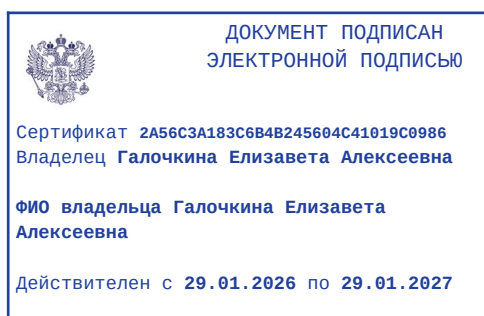 ДОКУМЕНТ ПОДПИСАН
ЭЛЕКТРОННОЙ ПОДПИСЬЮ
Сертификат 2A56C3A183C6B4B245604C41019C0986
Владелец Галочкина Елизавета Алексеевна
ФИО владельца Галочкина Елизавета
Алексеевна
Действителен с 29.01.2026 по 29.01.2027